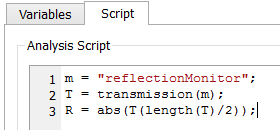 Variables Script
Analysis Script
1 m = "reflectionMonitor";
2 T = transmission(m);
3 R = abs(T(length(T)/2));